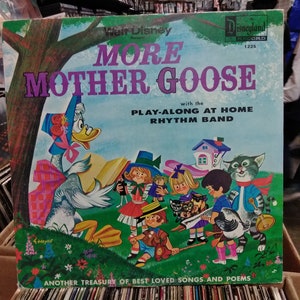 Walt Disney
Disneyland
RECORD
1225
MORE
MOTHER GOOSE
with the
PLAY-ALONG AT HOME
RHYTHM BAND
ANOTHER TREASURY OF BEST LOVED SONGS AND POEMS